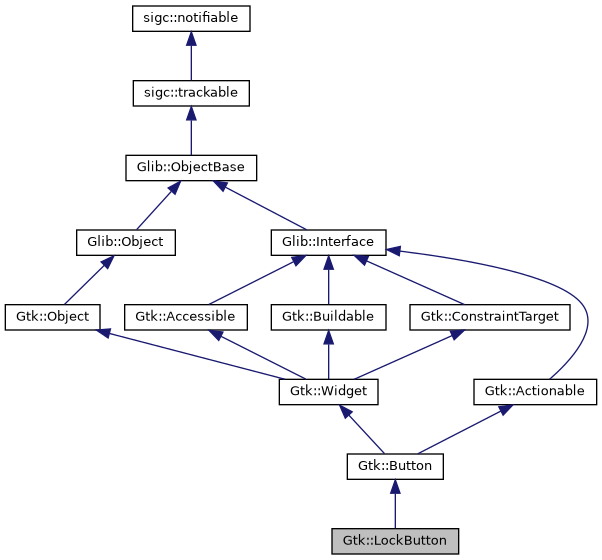 sigc::notifiable
sigc::trackable
Glib::ObjectBase
Glib::Object
Glib::Interface
Gtk::Object
Gtk::Accessible
Gtk::Buildable
Gtk::ConstraintTarget
Gtk::Widget
Gtk::Actionable
Gtk::Button
Gtk::LockButton